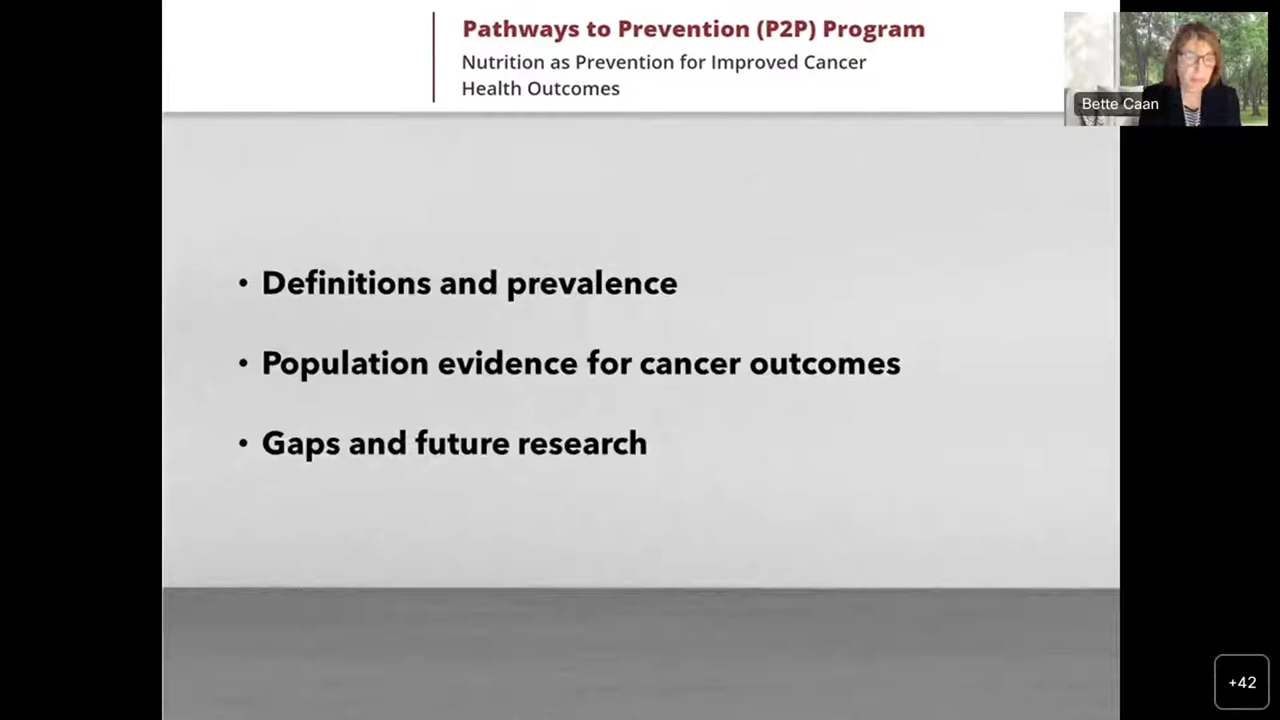 Pathways to Prevention (P2P) Program
Nutrition as Prevention for Improved Cancer
Health Outcomes
Bette Caan
• Definitions and prevalence
• Population evidence for cancer outcomes
• Gaps and future research
+42